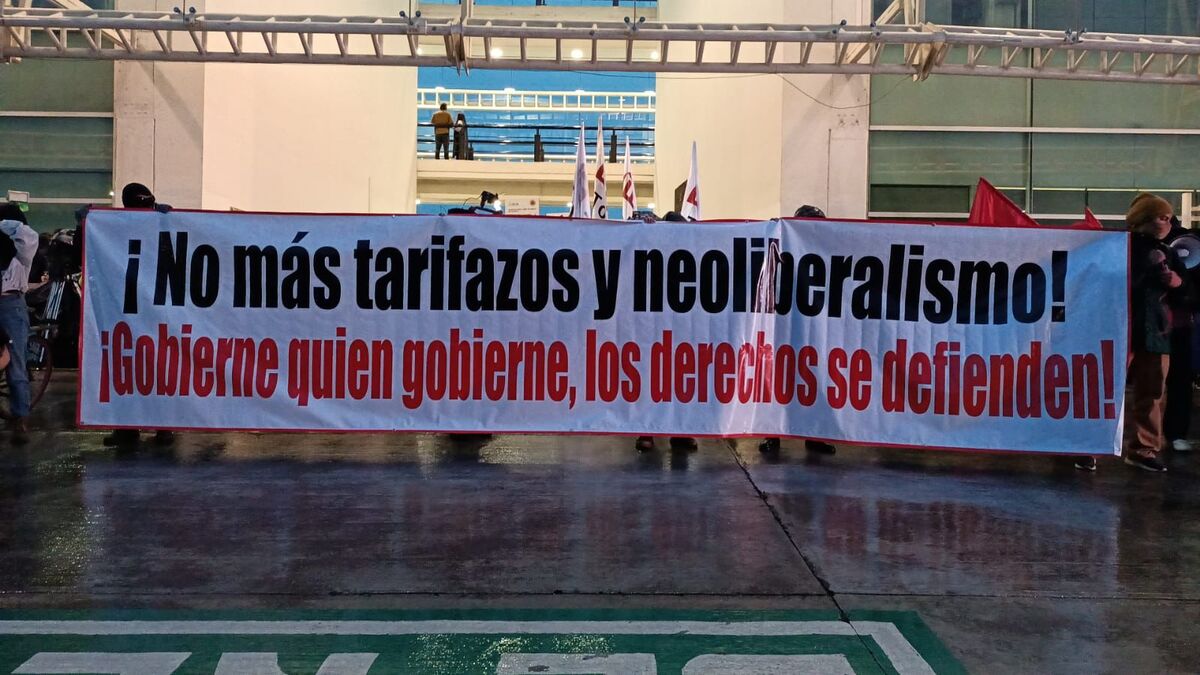 ¡No más tarifazos y neoliberalismo!
¡Gobierne quien gobierne, los derechos se defienden!